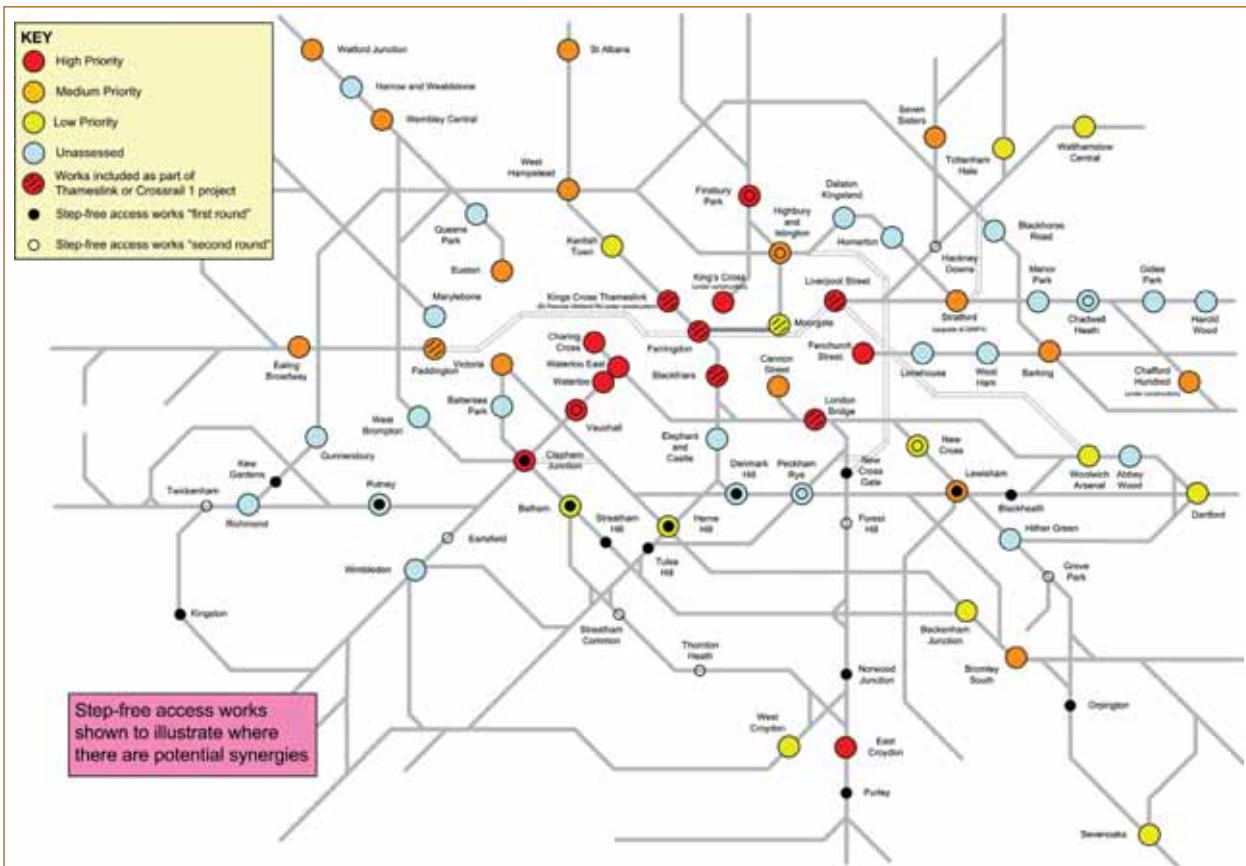 KEY
High Priority
Medium Priority
Low Priority
Unassessed
Works included as part of
Thameslink or Crossrail 1 project
Step-free access works "first round"
Step-free access works "second round"
Watford Junction
Harrow and Wealdstone
Wembley Central
St Albans
West
Hampstead
Queens
Park
Euston
Marylebone
Kentish
Town
Finsbury
Park
Highbury
and
Islington
Dalston
Kingsland
Homerton
Seven
Sisters
Tottenham
Hale
Walthamstow
Central
Hackney
Downs
Blackhorse
Road
Manor
Park
Gidea
Park
Chadwell
Heath
Harold
Wood
Kings Cross Thameslink
King's Cross
(under construction)
Liverpool Street
Moorgate
Farringdon
Stratford
Ealing
Broadway
Paddington
Victoria
Charing
Cross
Waterloo East
Waterloo
Vauxhall
Blackfriars
Cannon
Street
Fenchurch
Street
Limehouse
West
Ham
Barking
Chafford
Hundred
(under construction)
London
Bridge
Battersea
Park
West
Brompton
Gunnersbury
Kew
Gardens
Twickenham
Richmond
Putney
Clapham
Junction
Elephant
and
Castle
Denmark
Hill
Peckham
Rye
New
Cross
Gate
New
Cross
Lewisham
Blackheath
Woolwich
Arsenal
Abbey
Wood
Dartford
Hither Green
Grove
Park
Forest
Hill
Earlsfield
Wimbledon
Balham
Streatham
Hill
Herne
Hill
Tulse
Hill
Kingston
Streatham
Common
Thornton
Heath
Beckenham
Junction
Bromley
South
Norwood
Junction
Orpington
West
Croydon
East
Croydon
Purley
Sevenoaks
Step-free access works
shown to illustrate where
there are potential synergies